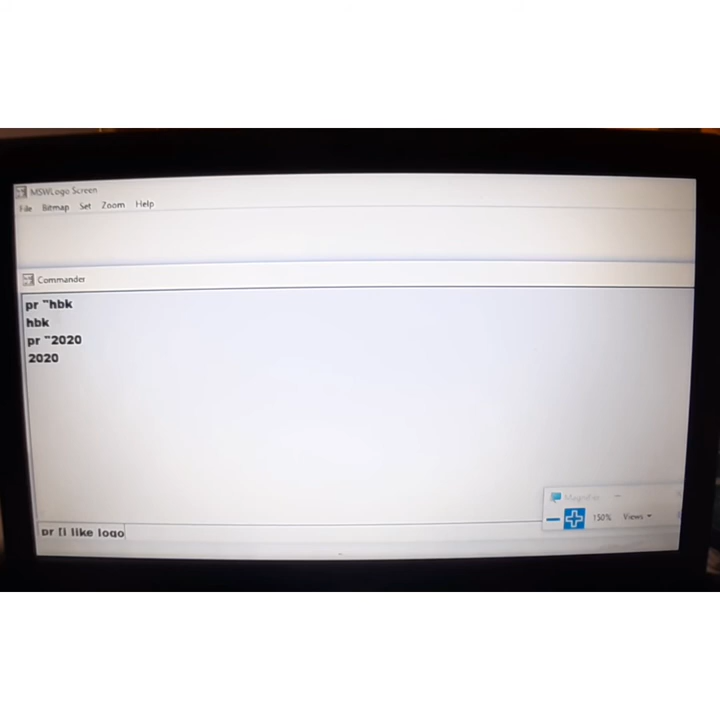 MSWLogo Screen
File Bitmap Set Zoom Help
Commander
pr "hbk
hbk
pr "2020
2020
Magnifier
150% Views
pr [i like logo